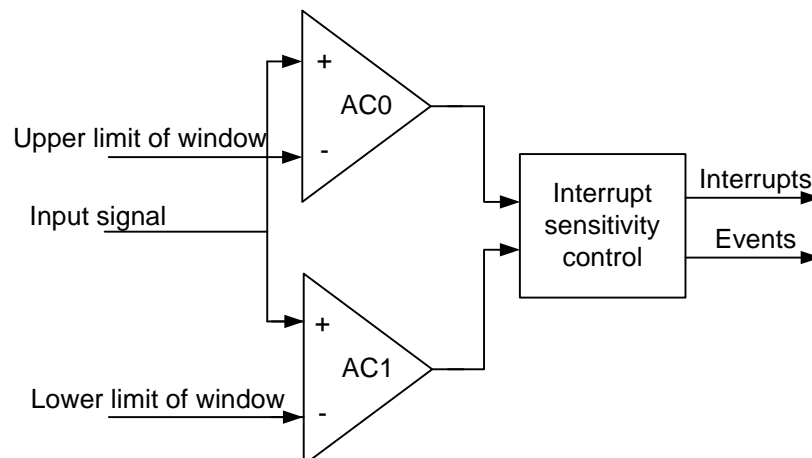 +
AC0
Upper limit of window
-
Input signal
Interrupt
sensitivity
control
Interrupts
Events
+
AC1
Lower limit of window
-